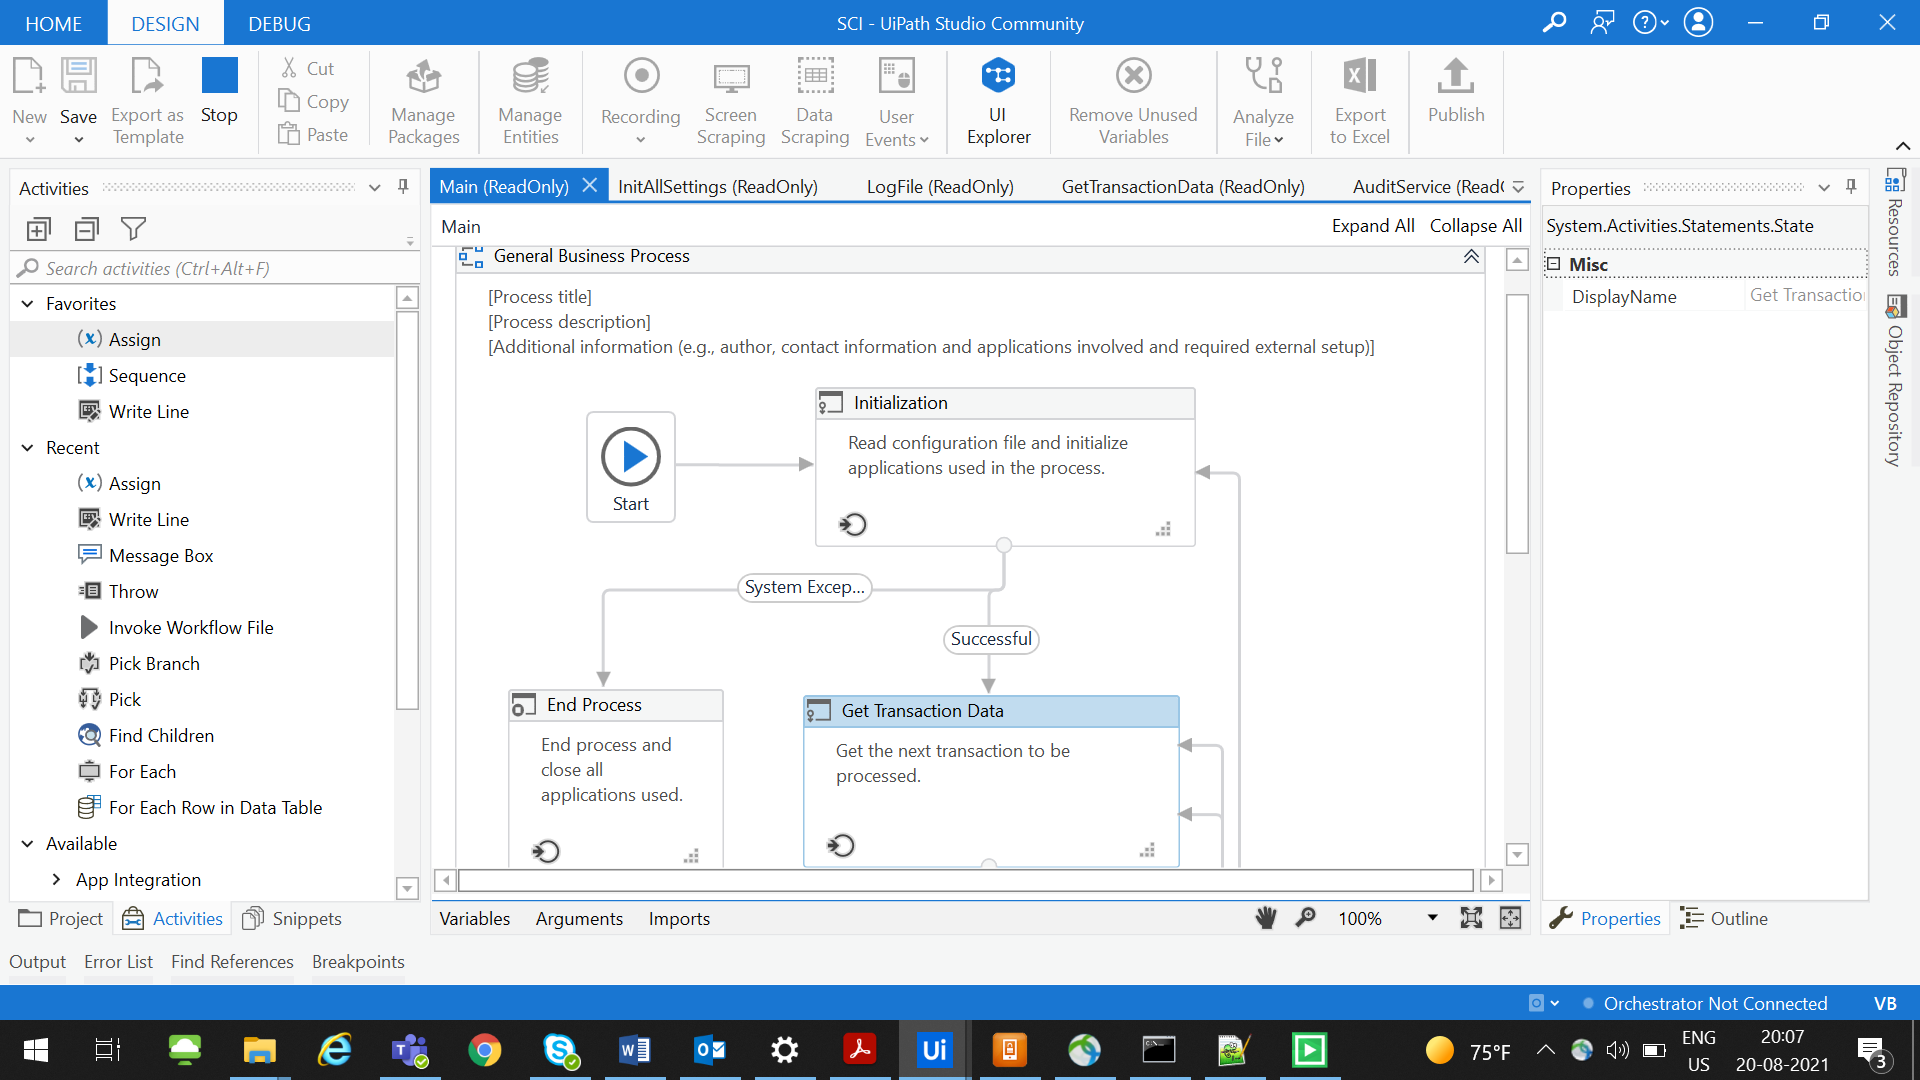 HOME
DESIGN
DEBUG
SCI - UiPath Studio Community
New
Save
Export as
Template
Stop
Cut
Copy
Paste
Manage
Packages
Manage
Entities
Recording
Screen
Scraping
Data
Scraping
User
Events
UI
Explorer
Remove Unused
Variables
Analyze
File
Export
to Excel
Publish
Activities
Search activities (Ctrl+Alt+F)
Favorites
(x) Assign
Sequence
Write Line
Recent
(x) Assign
Write Line
Message Box
Throw
Invoke Workflow File
Pick Branch
Pick
Find Children
For Each
For Each Row in Data Table
Available
App Integration
Project
Activities
Snippets
Main (ReadOnly)
InitAllSettings (ReadOnly)
LogFile (ReadOnly)
GetTransactionData (ReadOnly)
AuditService (Read
Main
Expand All
Collapse All
General Business Process
[Process title]
[Process description]
[Additional information (e.g., author, contact information and applications involved and required external setup)]
Start
Initialization
Read configuration file and initialize
applications used in the process.
System Excep...
Successful
End Process
End process and
close all
applications used.
Get Transaction Data
Get the next transaction to be
processed.
Variables
Arguments
Imports
100%
Properties
System.Activities.Statements.State
Misc
DisplayName
Get Transactio
Properties
Outline
Resources
Object Repository
Output
Error List
Find References
Breakpoints
Orchestrator Not Connected
VB
Ui
75°F
ENG
US
20:07
20-08-2021
3